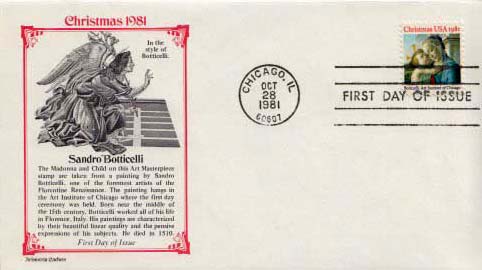 Christmas 1981
In the
style of
Botticelli.
Sandro Botticelli
The Madonna and Child on this Art Masterpiece
stamp are taken from a painting by Sandro
Botticelli, one of the foremost artists of the
Florentine Renaissance. The painting hangs in
the Art Institute of Chicago where the first day
ceremony was held. Born near the middle of
the 15th century, Botticelli worked all of his life
in Florence, Italy. His paintings are characterized
by their beautiful linear quality and the pensive
expressions of his subjects. He died in 1510.
First Day of Issue
CHICAGO, IL
OCT
28
1981
60607
Christmas USA 1981
Botticelli: Art Institute of Chicago
FIRST DAY OF ISSUE